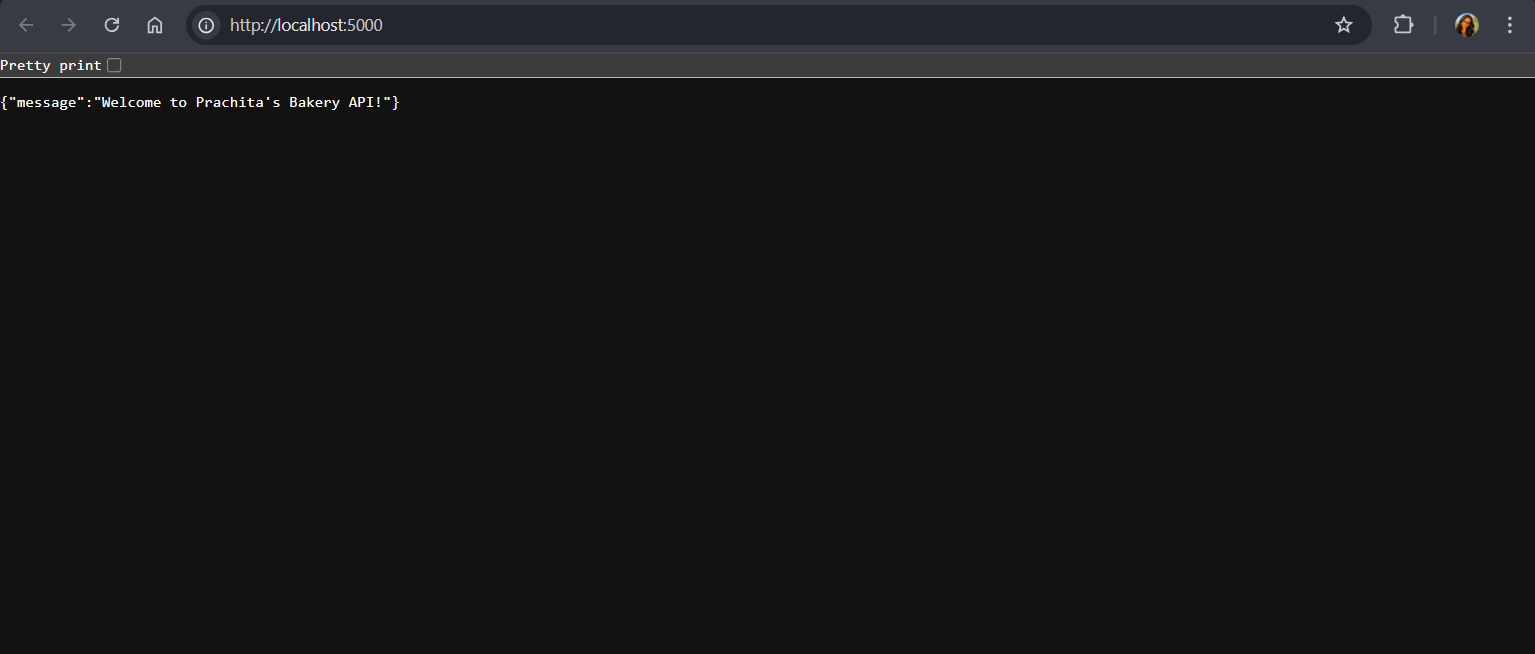 http://localhost:5000
Pretty print
{"message":"Welcome to Prachita's Bakery API!"}